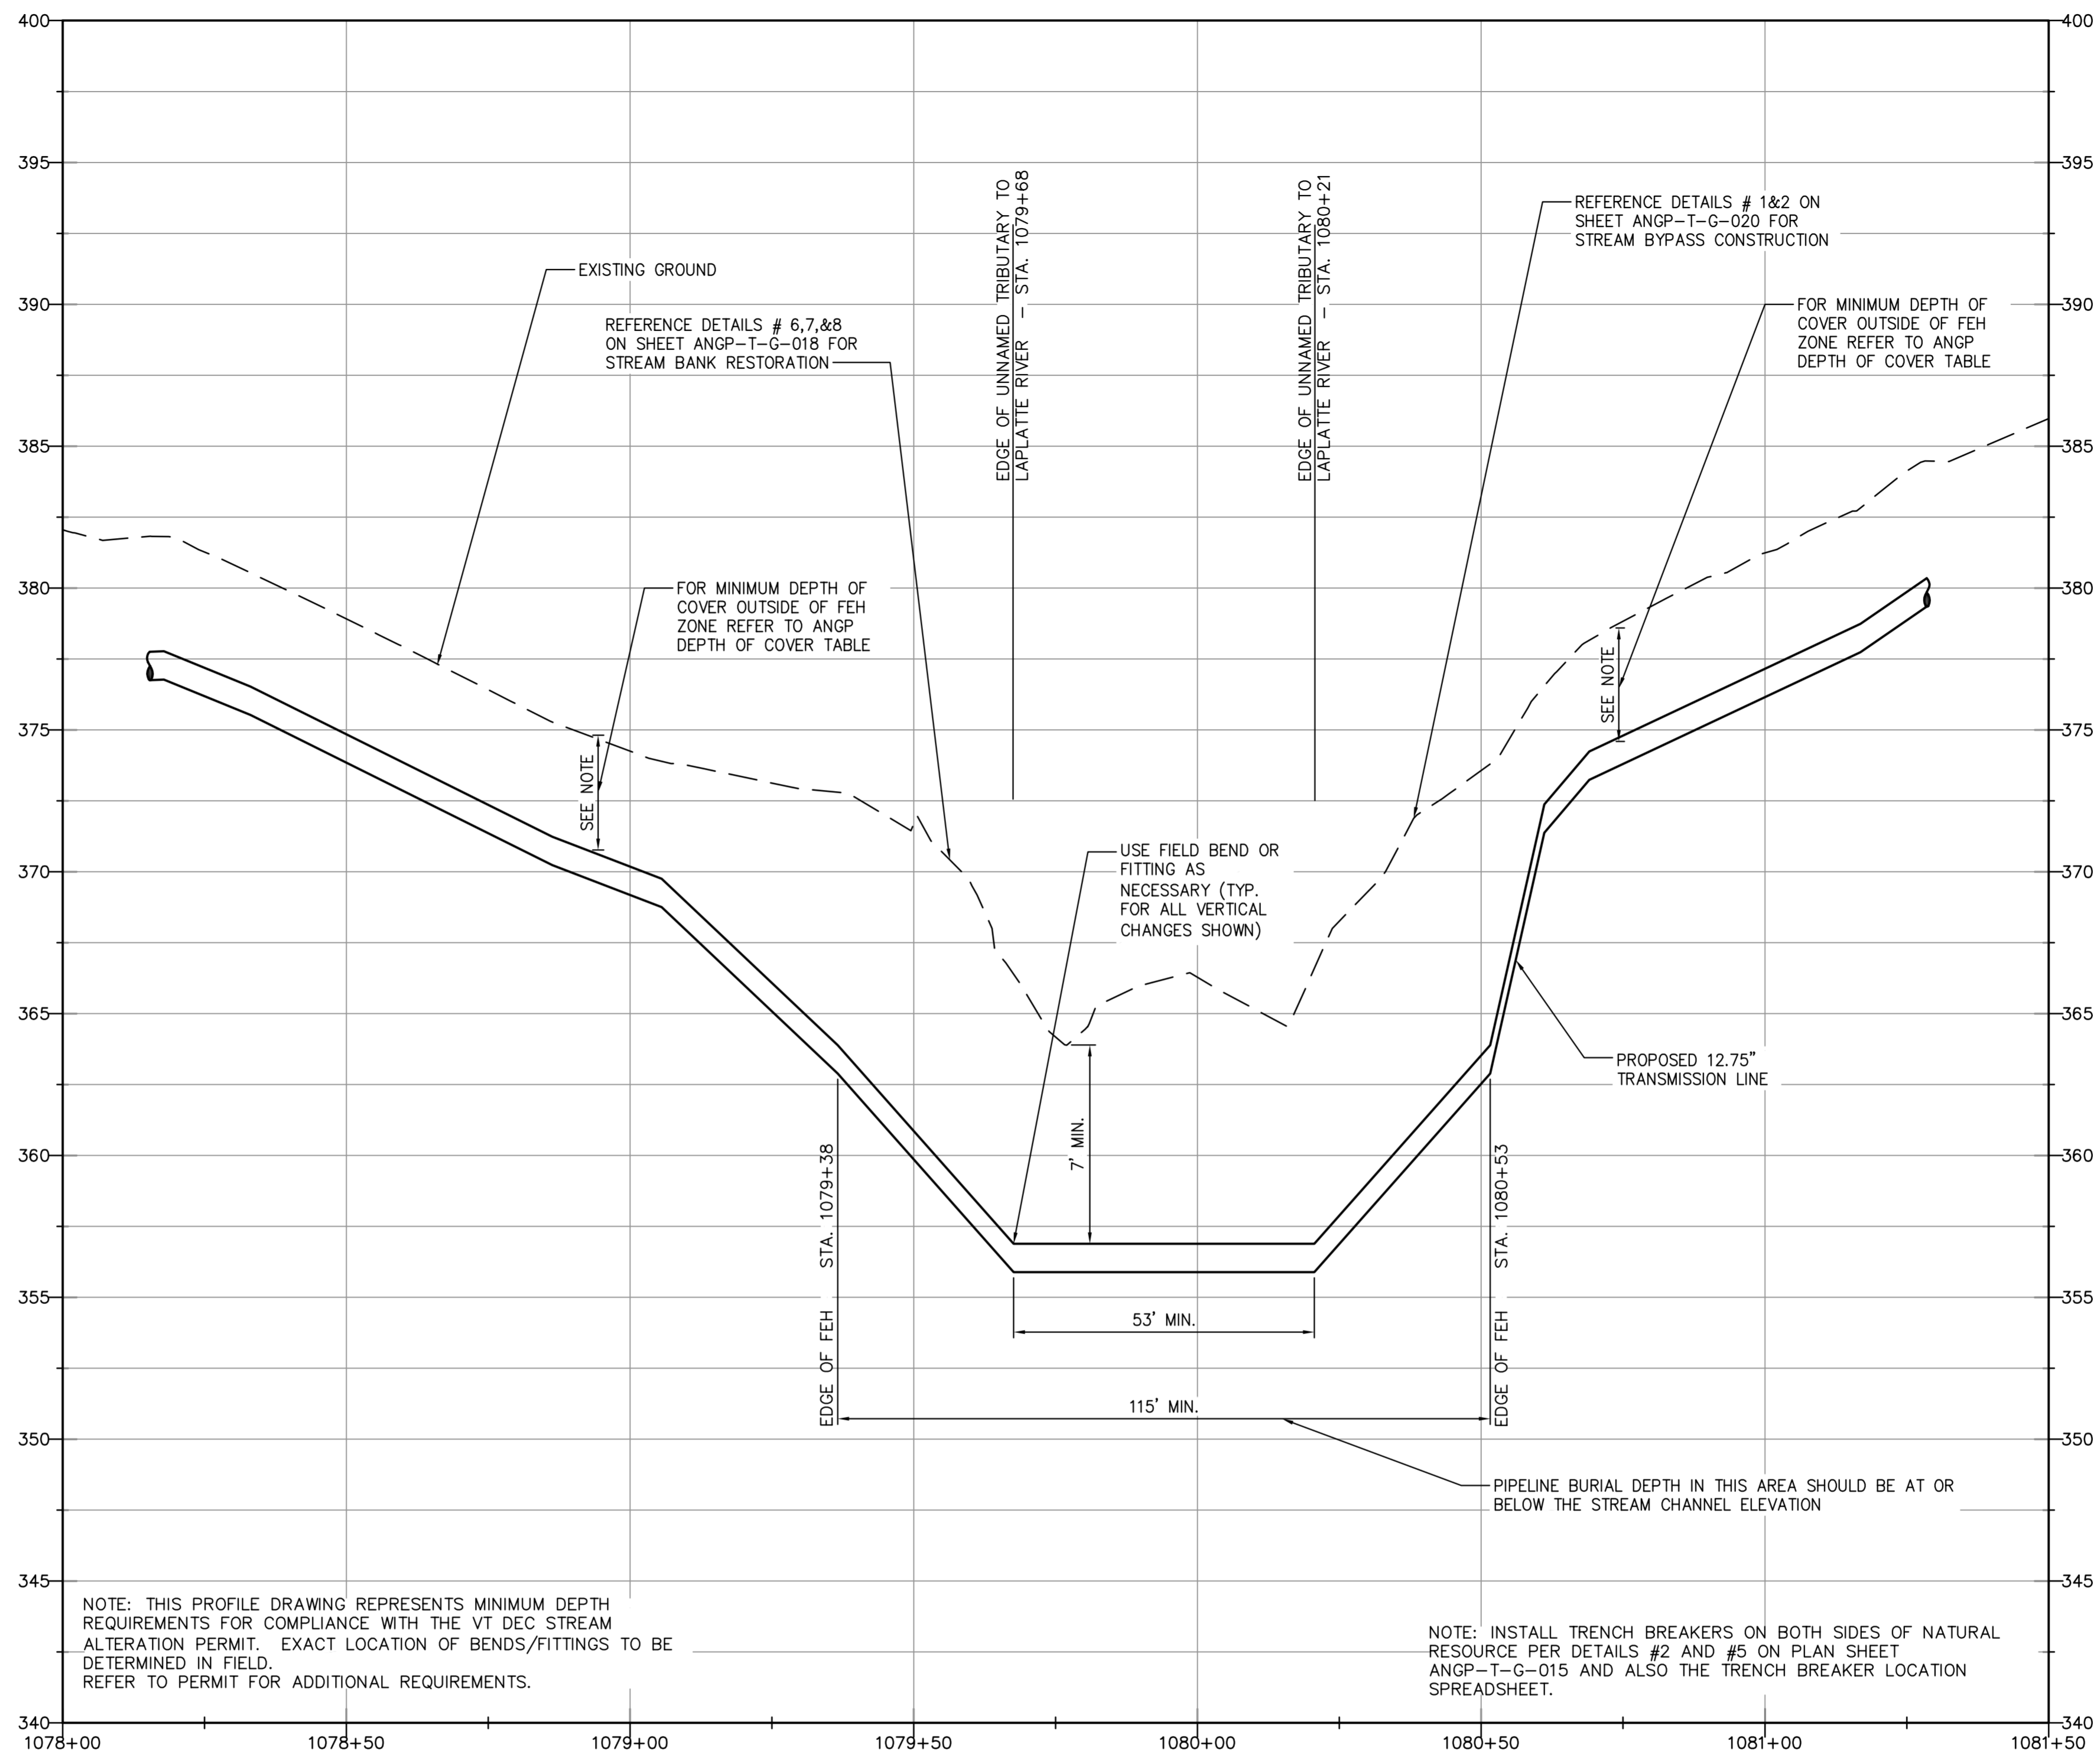 400
395
390
385
380
375
370
365
360
355
350
345
340
400
395
390
385
380
375
370
365
360
355
350
345
340
1078+00
1078+50
1079+00
1079+50
1080+00
1080+50
1081+00
1081+50
EXISTING GROUND
REFERENCE DETAILS # 6,7,&8
ON SHEET ANGP-T-G-018 FOR
STREAM BANK RESTORATION
EDGE OF UNNAMED TRIBUTARY TO
LAPLATTE RIVER - STA. 1079+68
EDGE OF UNNAMED TRIBUTARY TO
LAPLATTE RIVER - STA. 1080+21
REFERENCE DETAILS # 1&2 ON
SHEET ANGP-T-G-020 FOR
STREAM BYPASS CONSTRUCTION
FOR MINIMUM DEPTH OF
COVER OUTSIDE OF FEH
ZONE REFER TO ANGP
DEPTH OF COVER TABLE
FOR MINIMUM DEPTH OF
COVER OUTSIDE OF FEH
ZONE REFER TO ANGP
DEPTH OF COVER TABLE
SEE NOTE
SEE NOTE
USE FIELD BEND OR
FITTING AS
NECESSARY (TYP.
FOR ALL VERTICAL
CHANGES SHOWN)
PROPOSED 12.75"
TRANSMISSION LINE
7' MIN.
53' MIN.
115' MIN.
EDGE OF FEH STA. 1079+38
EDGE OF FEH STA. 1080+53
PIPELINE BURIAL DEPTH IN THIS AREA SHOULD BE AT OR
BELOW THE STREAM CHANNEL ELEVATION
NOTE: THIS PROFILE DRAWING REPRESENTS MINIMUM DEPTH
REQUIREMENTS FOR COMPLIANCE WITH THE VT DEC STREAM
ALTERATION PERMIT. EXACT LOCATION OF BENDS/FITTINGS TO BE
DETERMINED IN FIELD.
REFER TO PERMIT FOR ADDITIONAL REQUIREMENTS.
NOTE: INSTALL TRENCH BREAKERS ON BOTH SIDES OF NATURAL
RESOURCE PER DETAILS #2 AND #5 ON PLAN SHEET
ANGP-T-G-015 AND ALSO THE TRENCH BREAKER LOCATION
SPREADSHEET.